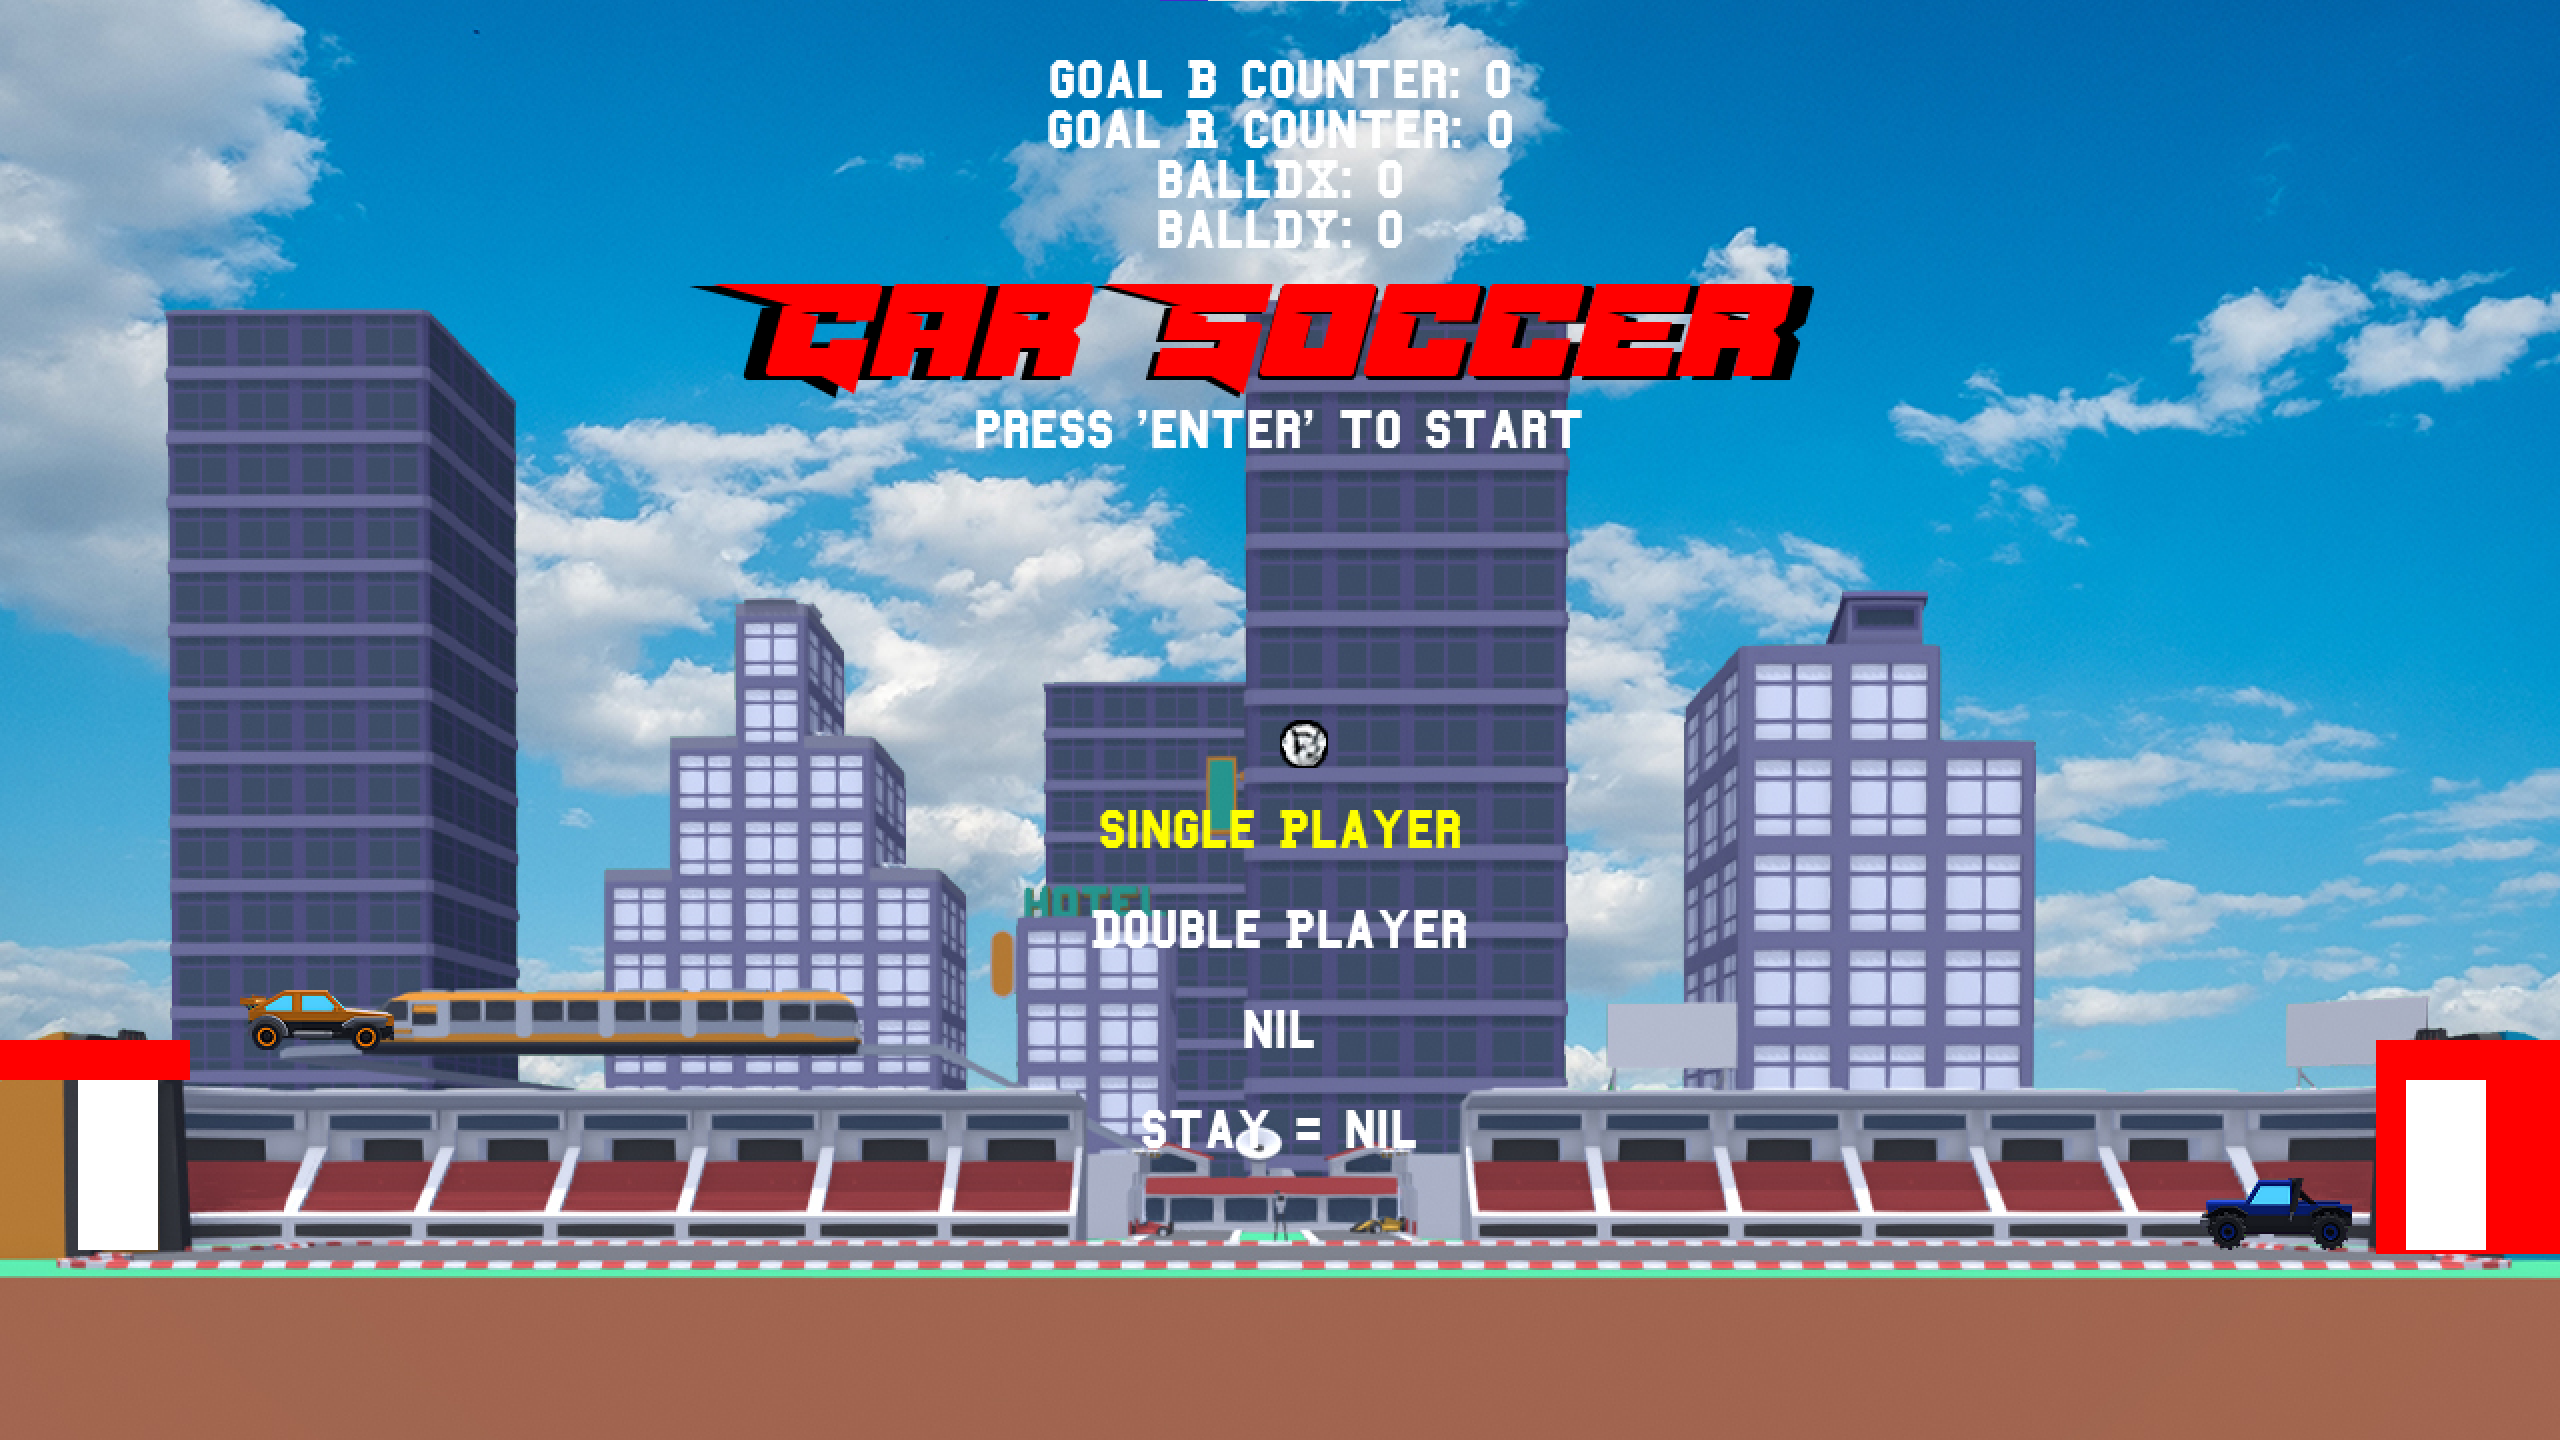 GOAL B COUNTER: 0
GOAL R COUNTER: 0
BALLDX: 0
BALLDY: 0
CAR SOCCER
PRESS 'ENTER' TO START
SINGLE PLAYER
HOTEL
DOUBLE PLAYER
NIL
STAY = NIL